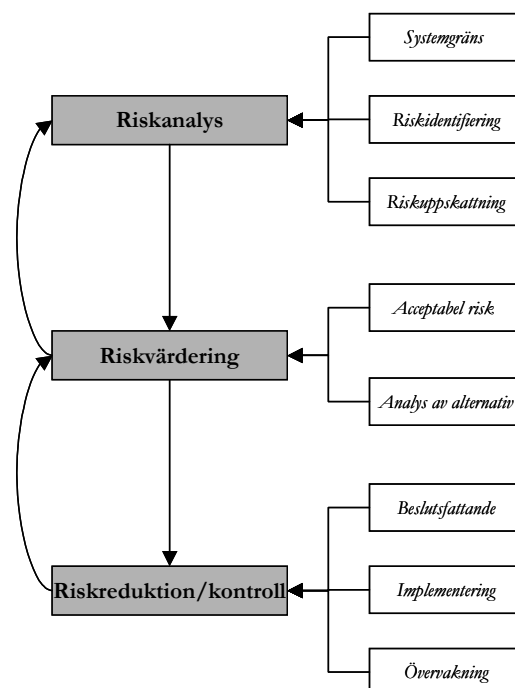 Systemgräns
Riskanalys
Riskidentifiering
Riskuppskattning
Acceptabel risk
Riskvärdering
Analys av alternativ
Beslutsfattande
Riskreduktion/kontroll
Implementering
Övervakning